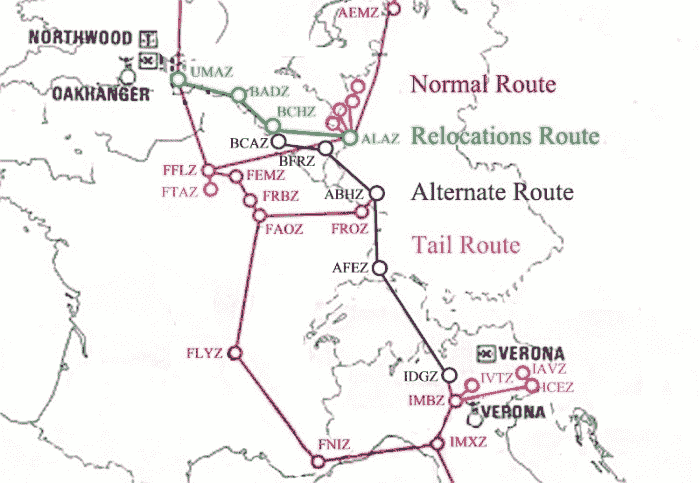 AEMZ
NORTHWOOD
UMAZ
OAKHANGER
BADZ
Normal Route
BCHZ
BCAZ
ALAZ
Relocations Route
BFRZ
FFLZ
FEMZ
FTAZ
FRBZ
ABHZ
Alternate Route
FAOZ
FROZ
Tail Route
AFEZ
FLYZ
VERONA
IDGZ
IVTZ
IAVZ
ICEZ
IMBZ
VERONA
FNIZ
IMXZ